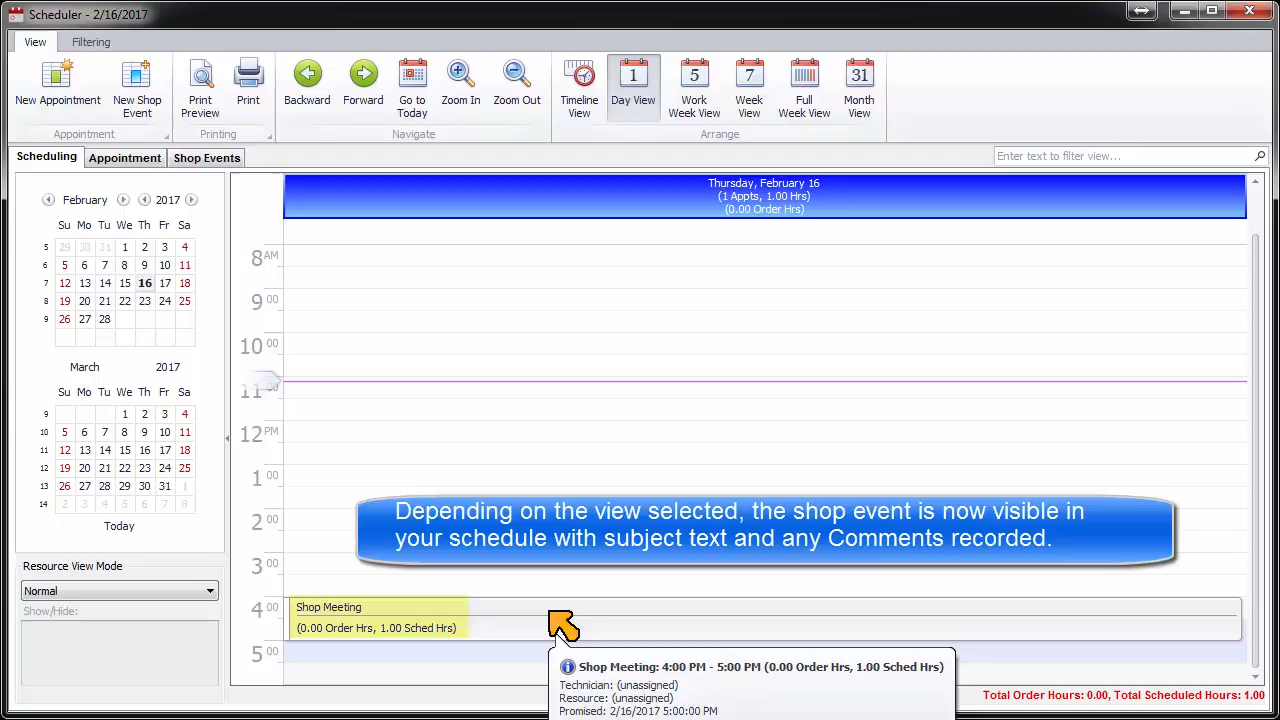 Scheduler - 2/16/2017
View Filtering
New Appointment
New Shop Event
Print Preview
Print
Backward
Forward
Go to Today
Zoom In
Zoom Out
Timeline View
Day View
Work Week View
Week View
Full Week View
Month View
1 5 7 31
Appointment Printing Navigate Arrange
Scheduling Appointment Shop Events
Enter text to filter view...
February 2017
Su Mo Tu We Th Fr Sa
5 29 30 31 1 2 3 4
6 5 6 7 8 9 10 11
7 12 13 14 15 16 17 18
8 19 20 21 22 23 24 25
9 26 27 28
March 2017
Su Mo Tu We Th Fr Sa
9 1 2 3 4
10 5 6 7 8 9 10 11
11 12 13 14 15 16 17 18
12 19 20 21 22 23 24 25
13 26 27 28 29 30 31 1
14 2 3 4 5 6 7 8
Today
Resource View Mode
Normal
Show/Hide:
Thursday, February 16
(1 Appts, 1.00 Hrs)
(0.00 Order Hrs)
8 AM
9 00
10 00
11 00
12 PM
1 00
2 00
3 00
4 00
5 00
Depending on the view selected, the shop event is now visible in
your schedule with subject text and any Comments recorded.
Shop Meeting
(0.00 Order Hrs, 1.00 Sched Hrs)
Shop Meeting: 4:00 PM - 5:00 PM (0.00 Order Hrs, 1.00 Sched Hrs)
Technician: (unassigned)
Resource: (unassigned)
Promised: 2/16/2017 5:00:00 PM
Total Order Hours: 0.00, Total Scheduled Hours: 1.00